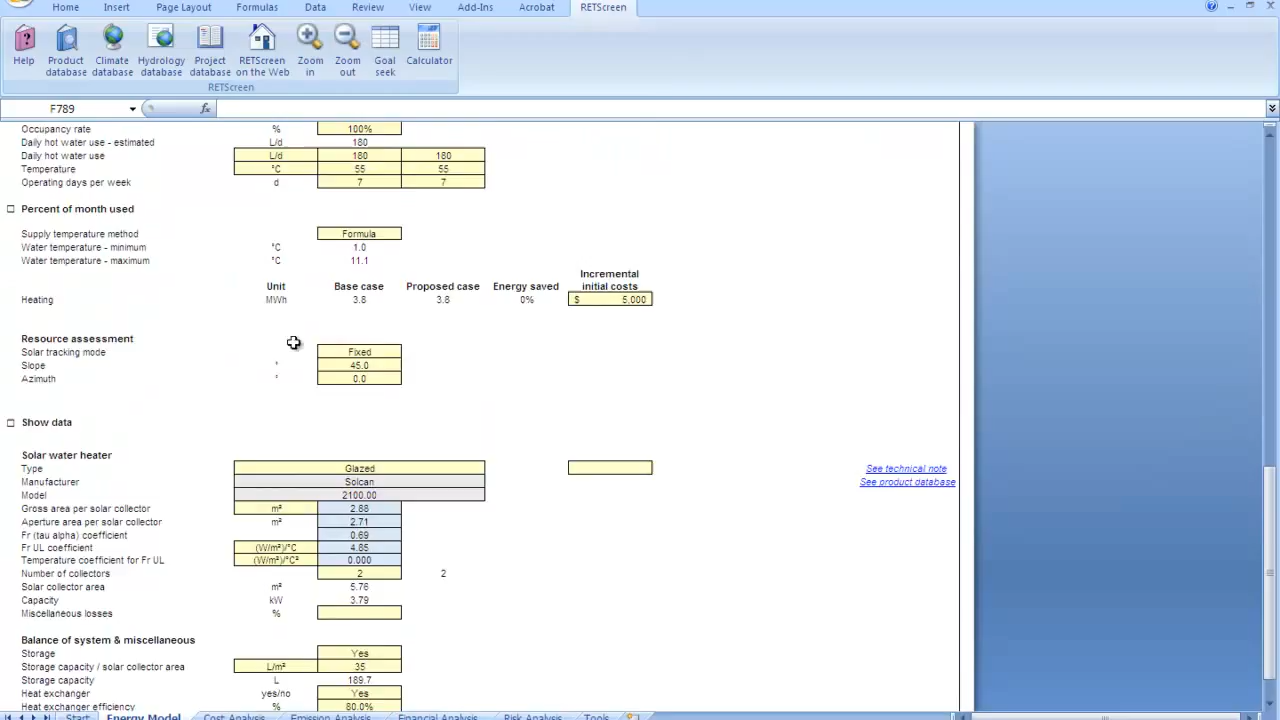 Home Insert Page Layout Formulas Data Review View Add-Ins Acrobat RETScreen
Help Product database Climate database Hydrology database Project database RETScreen on the Web Zoom in Zoom out Goal seek Calculator
RETScreen
F789 fx
Occupancy rate % 100%
Daily hot water use - estimated L/d 180
Daily hot water use L/d 180 180
Temperature °C 55 55
Operating days per week d 7 7
Percent of month used
Supply temperature method Formula
Water temperature - minimum °C 1.0
Water temperature - maximum °C 11.1
Unit Base case Proposed case Energy saved Incremental initial costs
Heating MWh 3.8 3.8 0% $ 5,000
Resource assessment
Solar tracking mode Fixed
Slope ° 45.0
Azimuth ° 0.0
Show data
Solar water heater
Type Glazed See technical note
Manufacturer Solcan See product database
Model 2100.00
Gross area per solar collector m² 2.88
Aperture area per solar collector m² 2.71
Fr (tau alpha) coefficient 0.69
Fr UL coefficient (W/m²)/°C 4.85
Temperature coefficient for Fr UL (W/m²)/°C² 0.000
Number of collectors 2 2
Solar collector area m² 5.76
Capacity kW 3.79
Miscellaneous losses %
Balance of system & miscellaneous
Storage Yes
Storage capacity / solar collector area L/m² 35
Storage capacity L 189.7
Heat exchanger yes/no Yes
Heat exchanger efficiency % 80.0%
Start Energy Model Cost Analysis Emission Analysis Financial Analysis Risk Analysis Tools